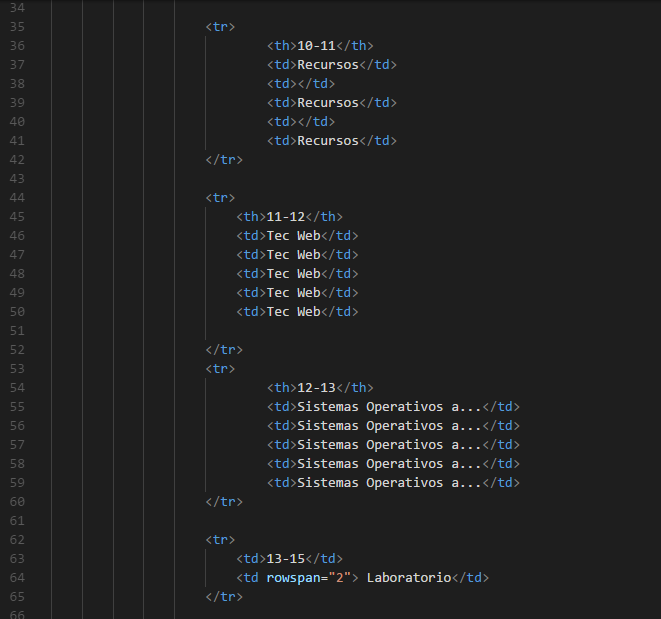 34
35 <tr>
36 <th>10-11</th>
37 <td>Recursos</td>
38 <td></td>
39 <td>Recursos</td>
40 <td></td>
41 <td>Recursos</td>
42 </tr>
43
44 <tr>
45 <th>11-12</th>
46 <td>Tec Web</td>
47 <td>Tec Web</td>
48 <td>Tec Web</td>
49 <td>Tec Web</td>
50 <td>Tec Web</td>
51
52 </tr>
53 <tr>
54 <th>12-13</th>
55 <td>Sistemas Operativos a...</td>
56 <td>Sistemas Operativos a...</td>
57 <td>Sistemas Operativos a...</td>
58 <td>Sistemas Operativos a...</td>
59 <td>Sistemas Operativos a...</td>
60 </tr>
61
62 <tr>
63 <td>13-15</td>
64 <td rowspan="2"> Laboratorio</td>
65 </tr>
66